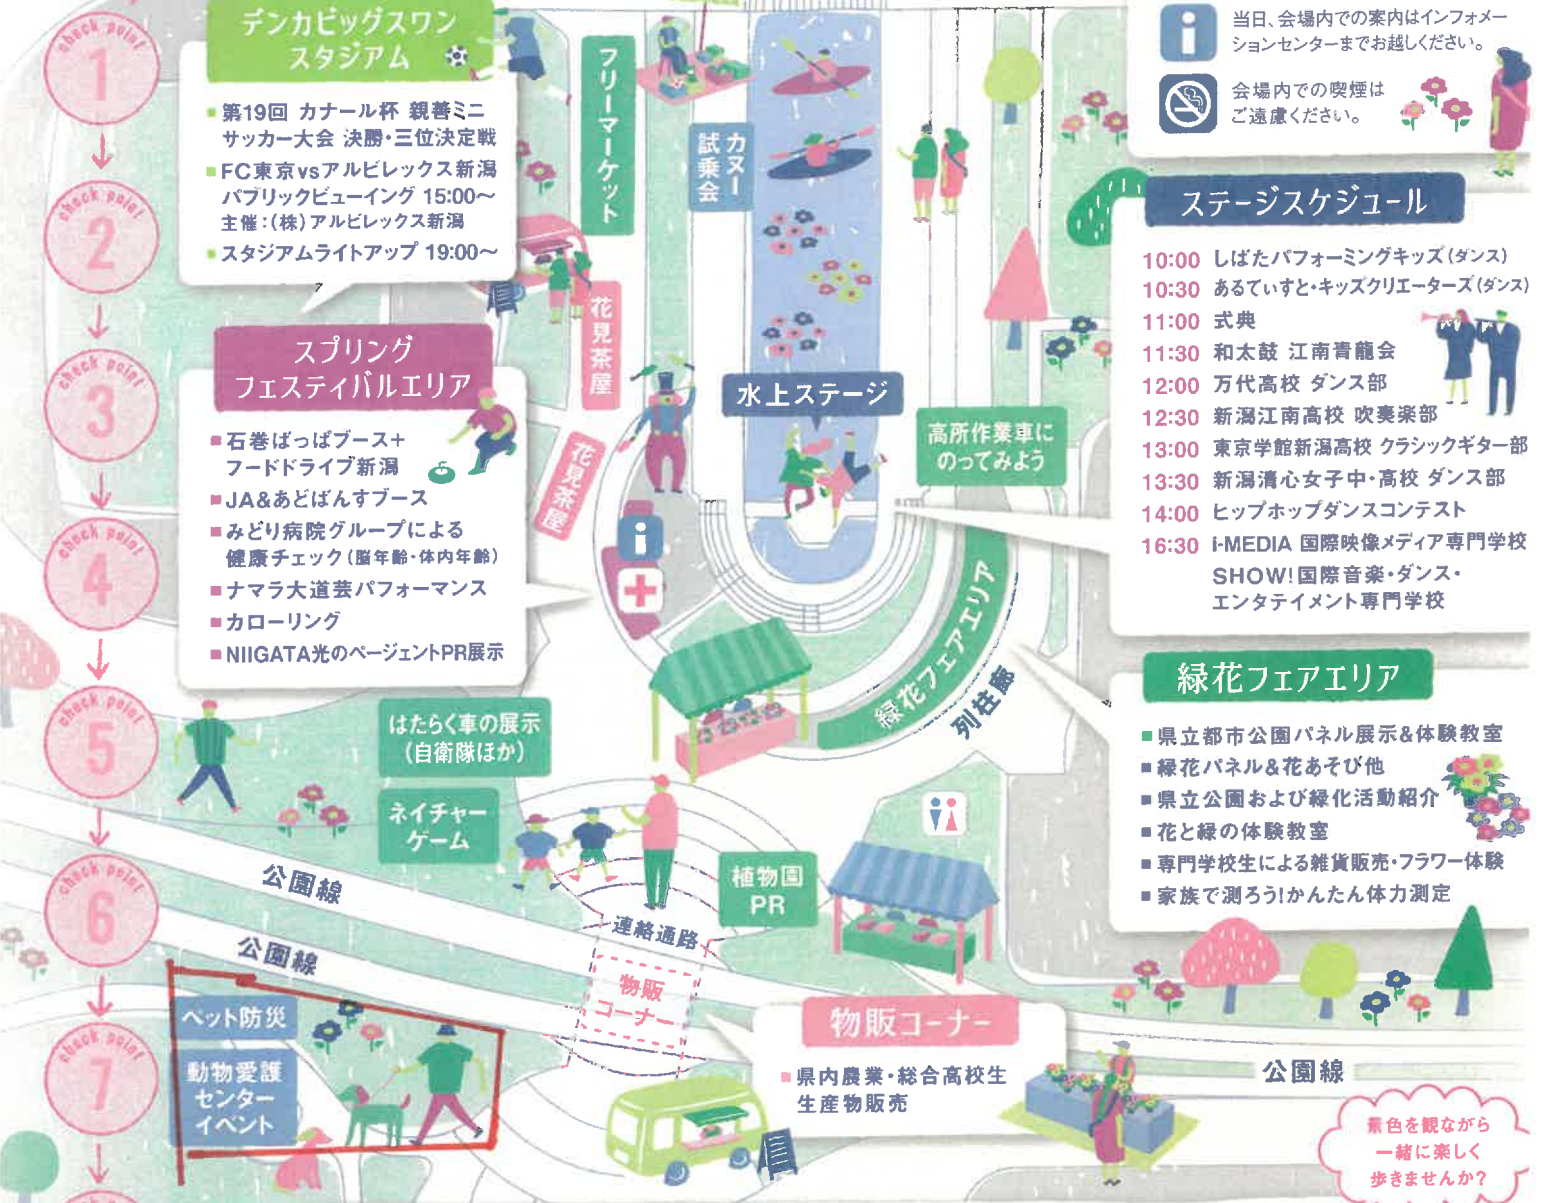 check point
1
check point
2
check point
3
check point
4
check point
5
check point
6
check point
7
デンカビッグスワン
スタジアム
第19回 カナール杯 親善ミニ
サッカー大会 決勝・三位決定戦
FC東京vsアルビレックス新潟
パブリックビューイング 15:00〜
主催:(株)アルビレックス新潟
スタジアムライトアップ 19:00〜
スプリング
フェスティバルエリア
石巻ばっぱブース+
フードドライブ新潟
JA&あどばんすブース
みどり病院グループによる
健康チェック(脳年齢・体内年齢)
ナマラ大道芸パフォーマンス
カローリング
NIIGATA光のページェントPR展示
フリーマーケット
カヌー
試乗会
花見茶屋
花見茶屋
水上ステージ
高所作業車に
のってみよう
緑花フェアエリア
列柱廊
はたらく車の展示
(自衛隊ほか)
ネイチャー
ゲーム
植物園
PR
公園線
公園線
連絡通路
物販
コーナー
ペット防災
動物愛護
センター
イベント
物販コーナー
県内農業・総合高校生
生産物販売
公園線
当日、会場内での案内はインフォメー
ションセンターまでお越しください。
会場内での喫煙は
ご遠慮ください。
ステージスケジュール
10:00 しばたパフォーミングキッズ(ダンス)
10:30 あるてぃすと・キッズクリエーターズ(ダンス)
11:00 式典
11:30 和太鼓 江南青龍会
12:00 万代高校 ダンス部
12:30 新潟江南高校 吹奏楽部
13:00 東京学館新潟高校 クラシックギター部
13:30 新潟清心女子中・高校 ダンス部
14:00 ヒップホップダンスコンテスト
16:30 i-MEDIA 国際映像メディア専門学校
SHOW!国際音楽・ダンス・
エンタテイメント専門学校
緑花フェアエリア
県立都市公園パネル展示&体験教室
緑花パネル&花あそび他
県立公園および緑化活動紹介
花と緑の体験教室
専門学校生による雑貨販売・フラワー体験
家族で測ろう!かんたん体力測定
景色を観ながら
一緒に楽しく
歩きませんか?